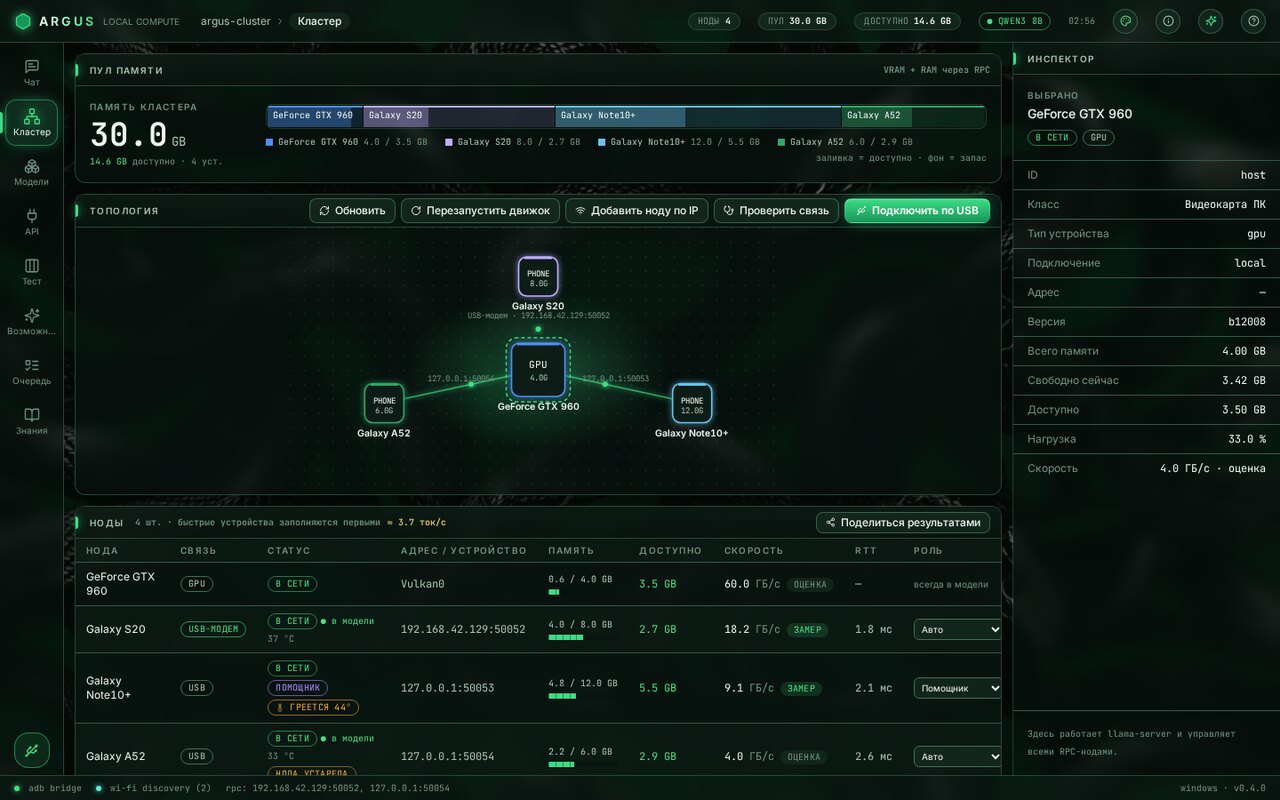 ARGUS LOCAL COMPUTE argus-cluster › Кластер НОДЫ 4 ПУЛ 30.0 GB ДОСТУПНО 14.6 GB QWEN3 8B 02:56
Чат
Кластер
Модели
API
Тест
Возможн...
Очередь
Знания
ПУЛ ПАМЯТИ VRAM + RAM через RPC
ПАМЯТЬ КЛАСТЕРА
30.0 GB
14.6 GB доступно · 4 уст.
GeForce GTX 960 Galaxy S20 Galaxy Note10+ Galaxy A52
GeForce GTX 960 4.0 / 3.5 GB Galaxy S20 8.0 / 2.7 GB Galaxy Note10+ 12.0 / 5.5 GB Galaxy A52 6.0 / 2.9 GB
заливка = доступно · фон = запас
ТОПОЛОГИЯ Обновить Перезапустить движок Добавить ноду по IP Проверить связь Подключить по USB
PHONE
8.0G
Galaxy S20
USB-модем · 192.168.42.129:50052
GPU
4.0G
GeForce GTX 960
127.0.0.1:50054 127.0.0.1:50053
PHONE
6.0G
Galaxy A52
PHONE
12.0G
Galaxy Note10+
НОДЫ 4 шт. · быстрые устройства заполняются первыми ≈ 3.7 ток/с Поделиться результатами
НОДА СВЯЗЬ СТАТУС АДРЕС / УСТРОЙСТВО ПАМЯТЬ ДОСТУПНО СКОРОСТЬ RTT РОЛЬ
GeForce GTX 960 GPU В СЕТИ Vulkan0 0.6 / 4.0 GB 3.5 GB 60.0 ГБ/с ОЦЕНКА — всегда в модели
Galaxy S20 USB-МОДЕМ В СЕТИ в модели 37 °C 192.168.42.129:50052 4.0 / 8.0 GB 2.7 GB 18.2 ГБ/с ЗАМЕР 1.8 мс Авто
Galaxy Note10+ USB В СЕТИ ПОМОЩНИК ГРЕЕТСЯ 44° 127.0.0.1:50053 4.8 / 12.0 GB 5.5 GB 9.1 ГБ/с ЗАМЕР 2.1 мс Помощник
Galaxy A52 USB В СЕТИ в модели 33 °C НОДА УСТАРЕЛА 127.0.0.1:50054 2.2 / 6.0 GB 2.9 GB 4.0 ГБ/с ОЦЕНКА 2.6 мс Авто
ИНСПЕКТОР
ВЫБРАНО
GeForce GTX 960
В СЕТИ GPU
ID host
Класс Видеокарта ПК
Тип устройства gpu
Подключение local
Адрес —
Версия b12008
Всего памяти 4.00 GB
Свободно сейчас 3.42 GB
Доступно 3.50 GB
Нагрузка 33.0 %
Скорость 4.0 ГБ/с · оценка
Здесь работает llama-server и управляет
всеми RPC-нодами.
adb bridge wi-fi discovery (2) rpc: 192.168.42.129:50052, 127.0.0.1:50054 windows · v0.4.0